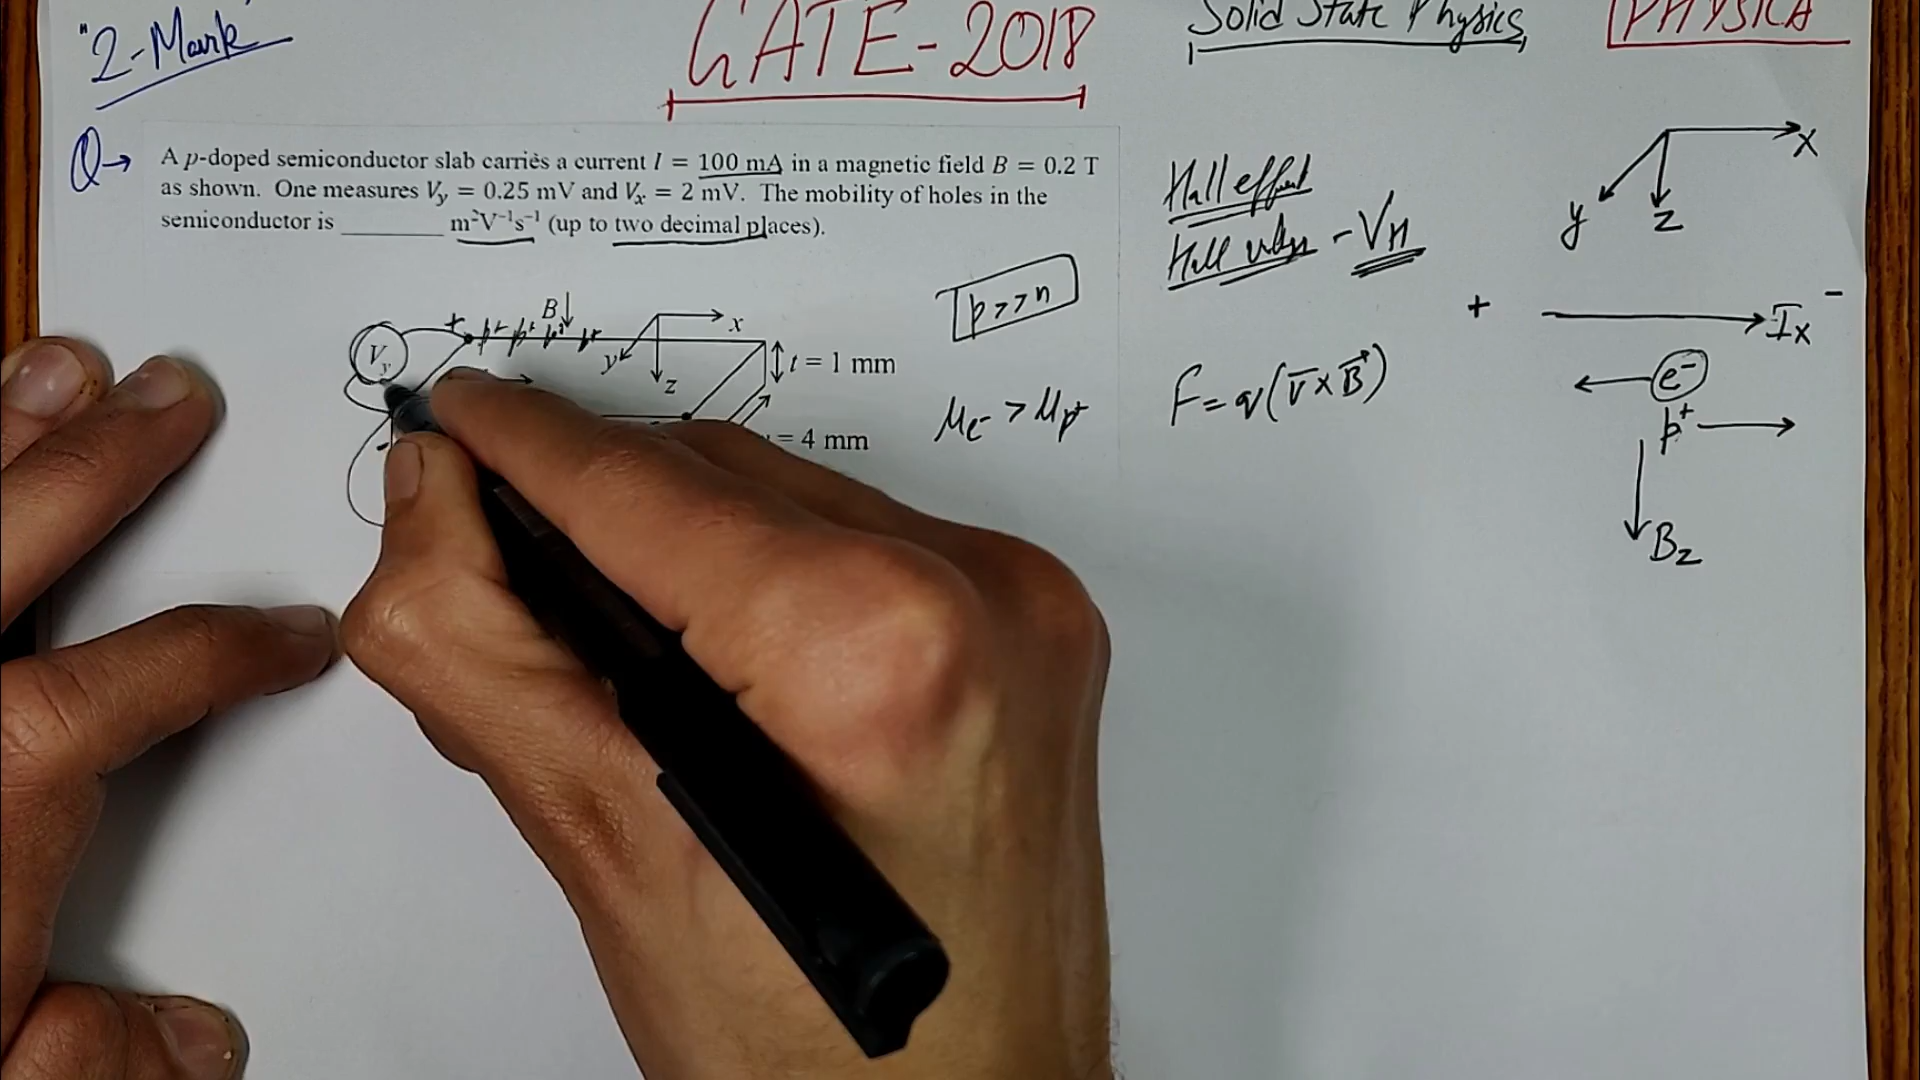 "2-Mark"
GATE-2018
Solid State Physics
PHYSICA
Q→
A p-doped semiconductor slab carries a current I = 100 mA in a magnetic field B = 0.2 T
as shown. One measures Vy = 0.25 mV and Vx = 2 mV. The mobility of holes in the
semiconductor is ________ m²V⁻¹s⁻¹ (up to two decimal places).
Hall effect
Hall voltage - VH
x
y
z
p>>n
B
Vy
+ p+ p+ p+ p+
x
y
z
t = 1 mm
= 4 mm
-
μe- > μp+
F = q(v̄ × B⃗)
+ → Ix -
e-
p+
Bz